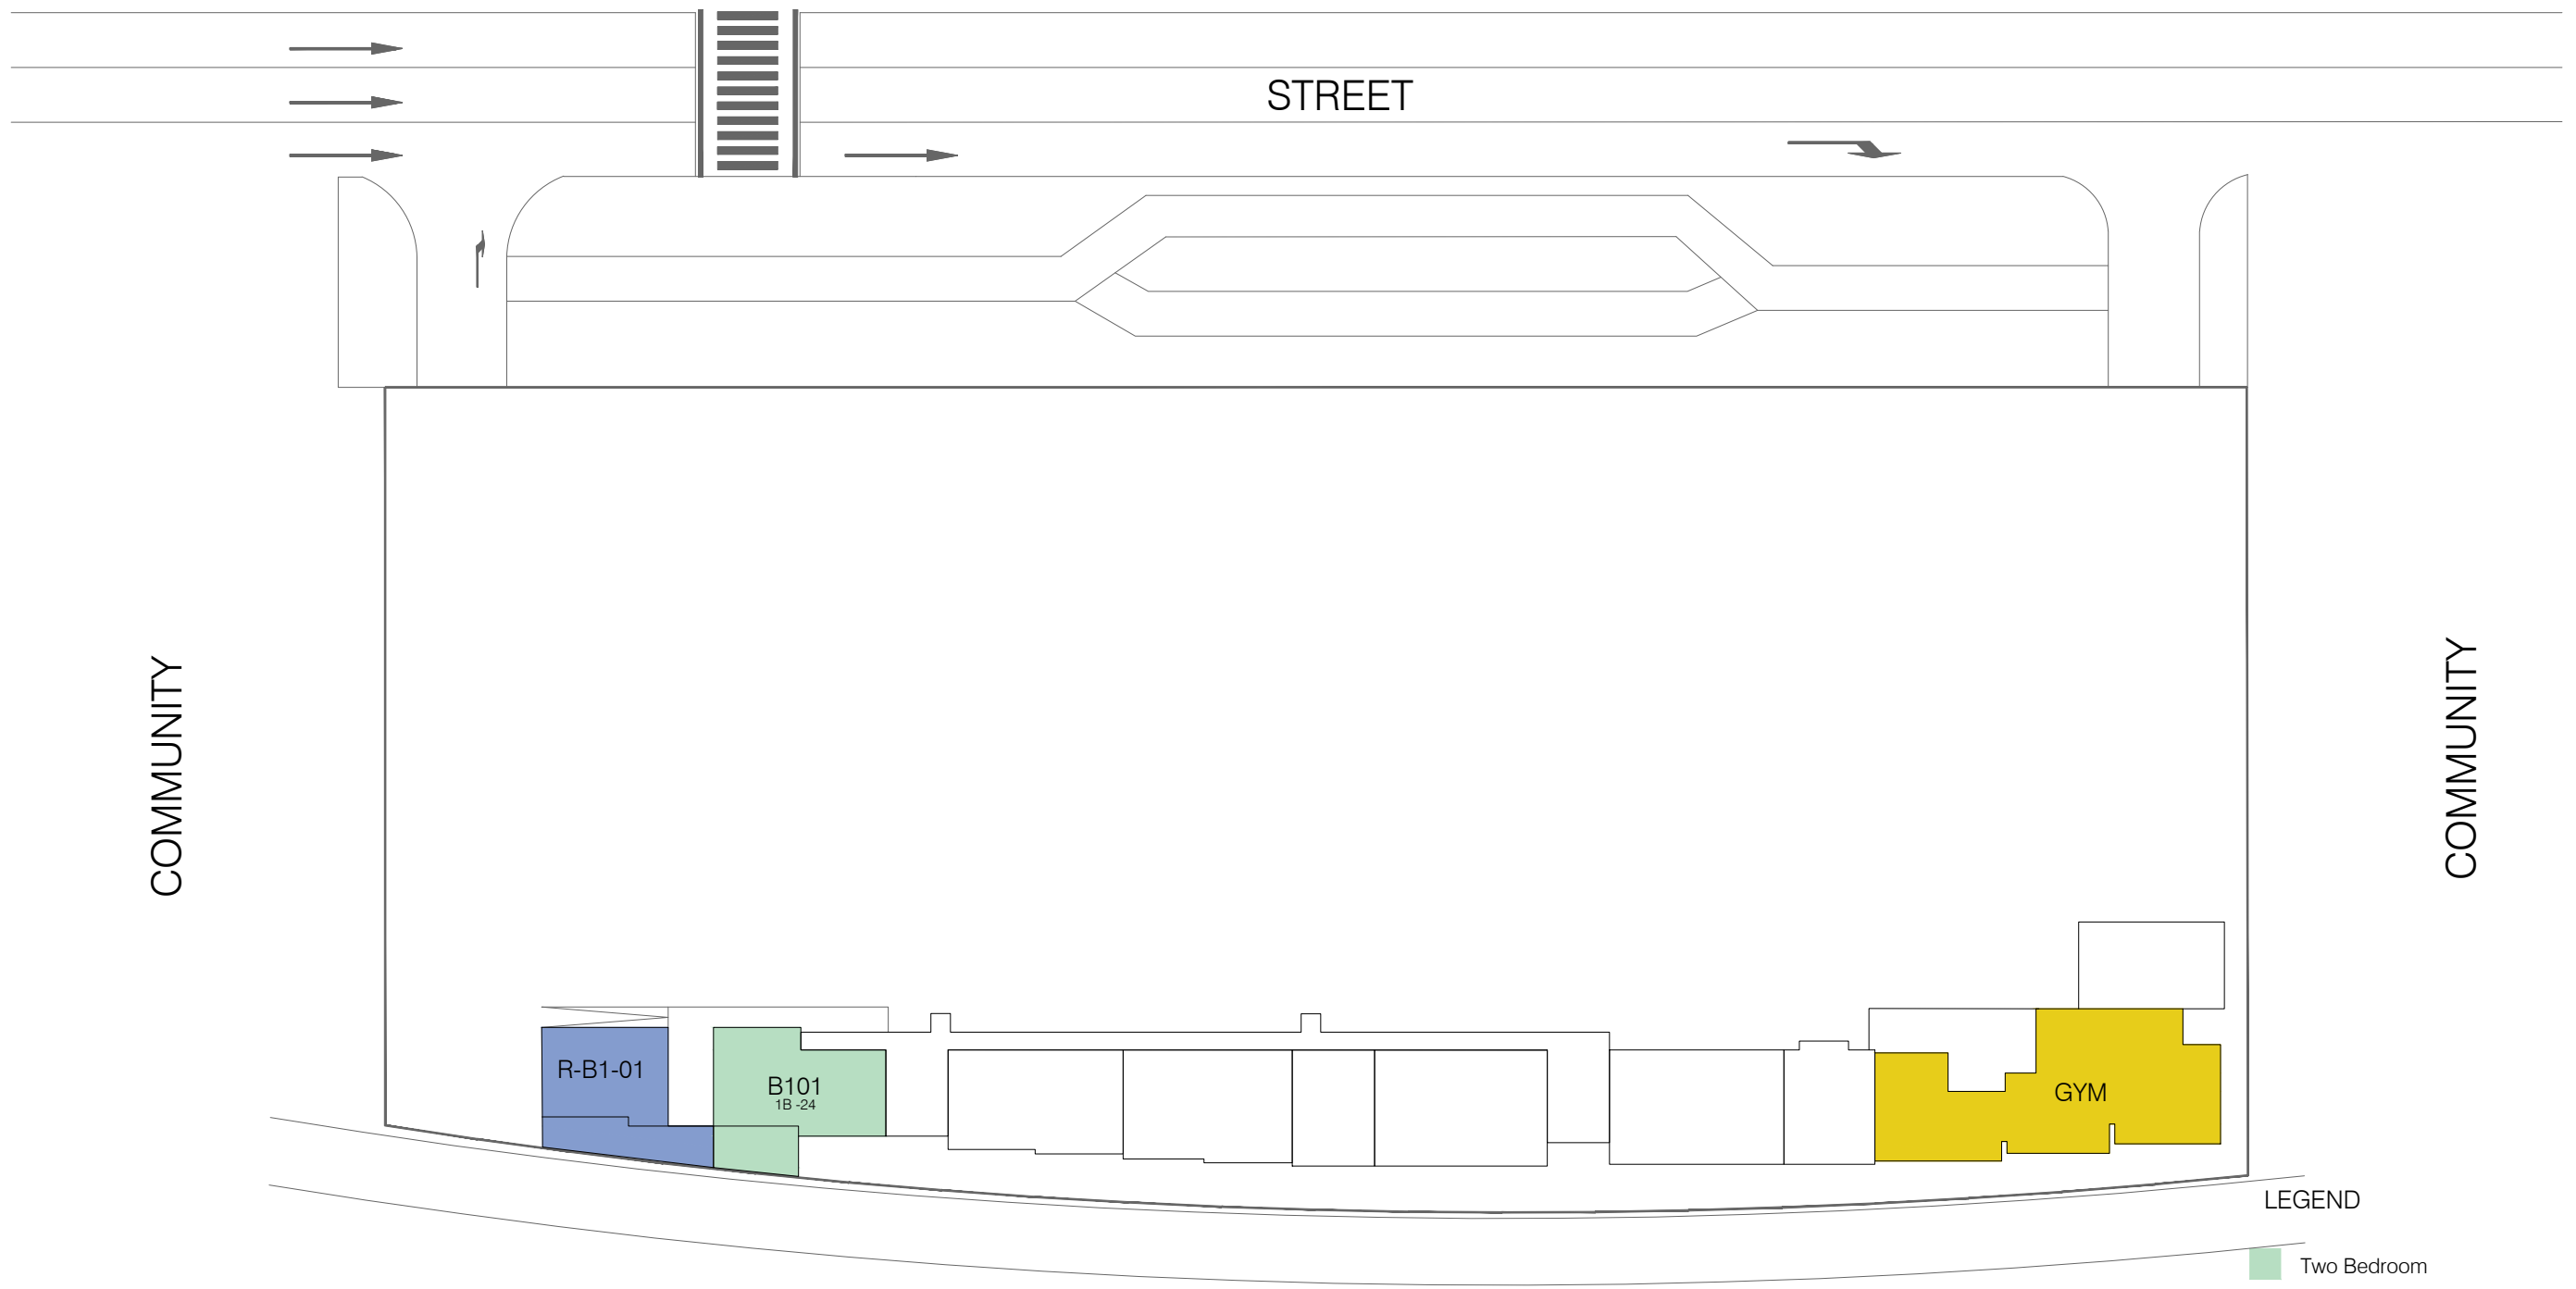 STREET
COMMUNITY
COMMUNITY
R-B1-01
B101
1B -24
GYM
LEGEND
Two Bedroom